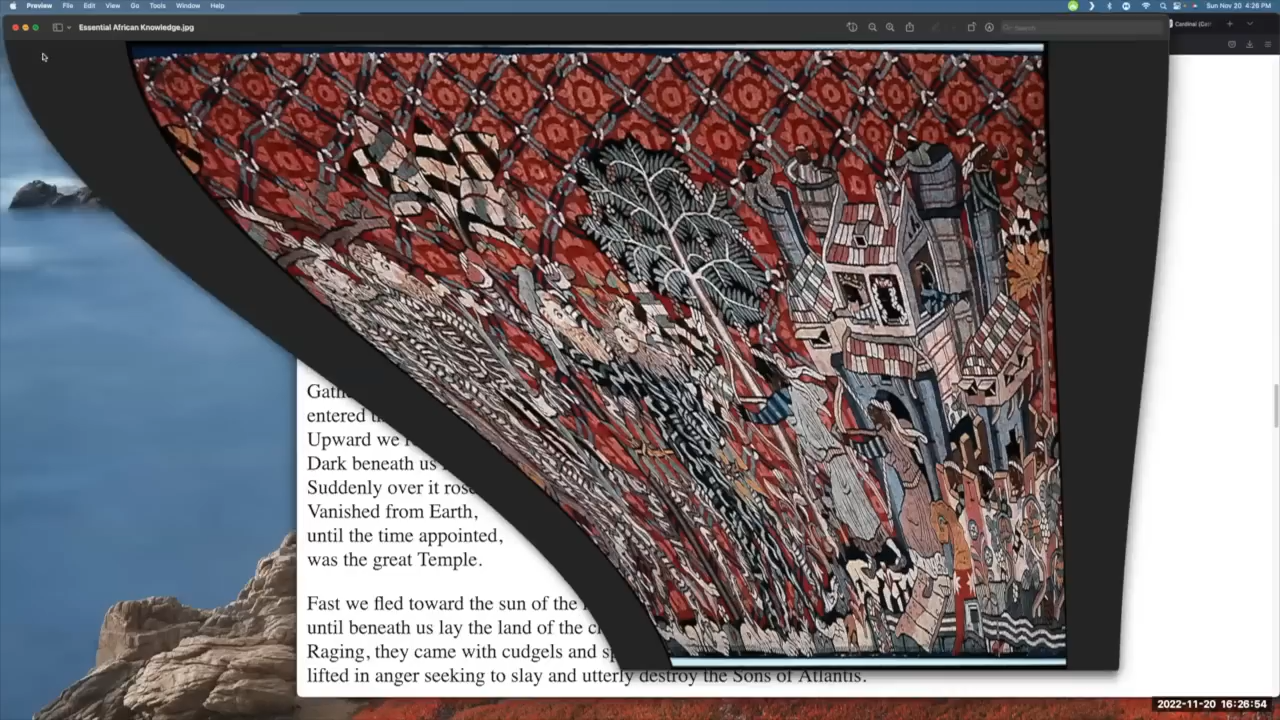 Preview File Edit View Go Tools Window Help
Sun Nov 20 4:26 PM
Essential African Knowledge.jpg
Search
Cardinal (Cat
entered
Upward we
Dark beneath us
Suddenly over it rose
Vanished from Earth,
until the time appointed,
was the great Temple.
Fast we fled toward the sun of the
until beneath us lay the land of the
Raging, they came with cudgels and
lifted in anger seeking to slay and utterly destroy the Sons of Atlantis.
2022-11-20 16:26:54